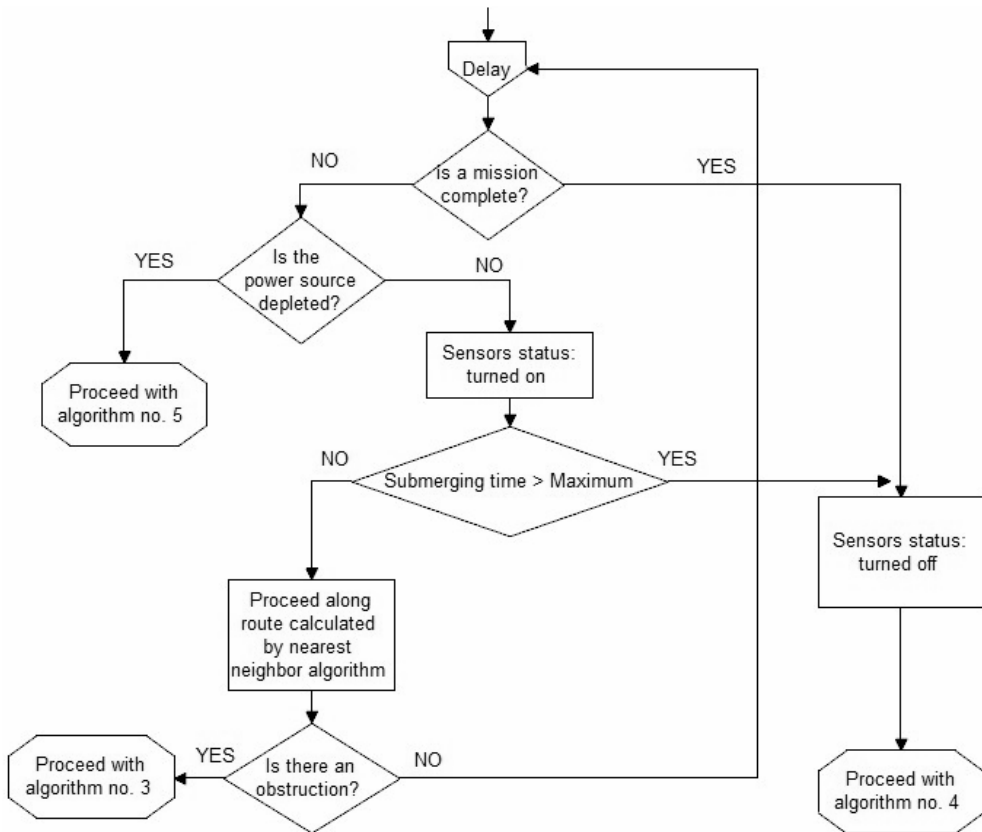 Delay
Is a mission
complete?
NO
YES
Is the
power source
depleted?
YES
NO
Sensors status:
turned on
Proceed with
algorithm no. 5
Submerging time > Maximum
NO
YES
Sensors status:
turned off
Proceed along
route calculated
by nearest
neighbor algorithm
Is there an
obstruction?
YES
NO
Proceed with
algorithm no. 3
Proceed with
algorithm no. 4